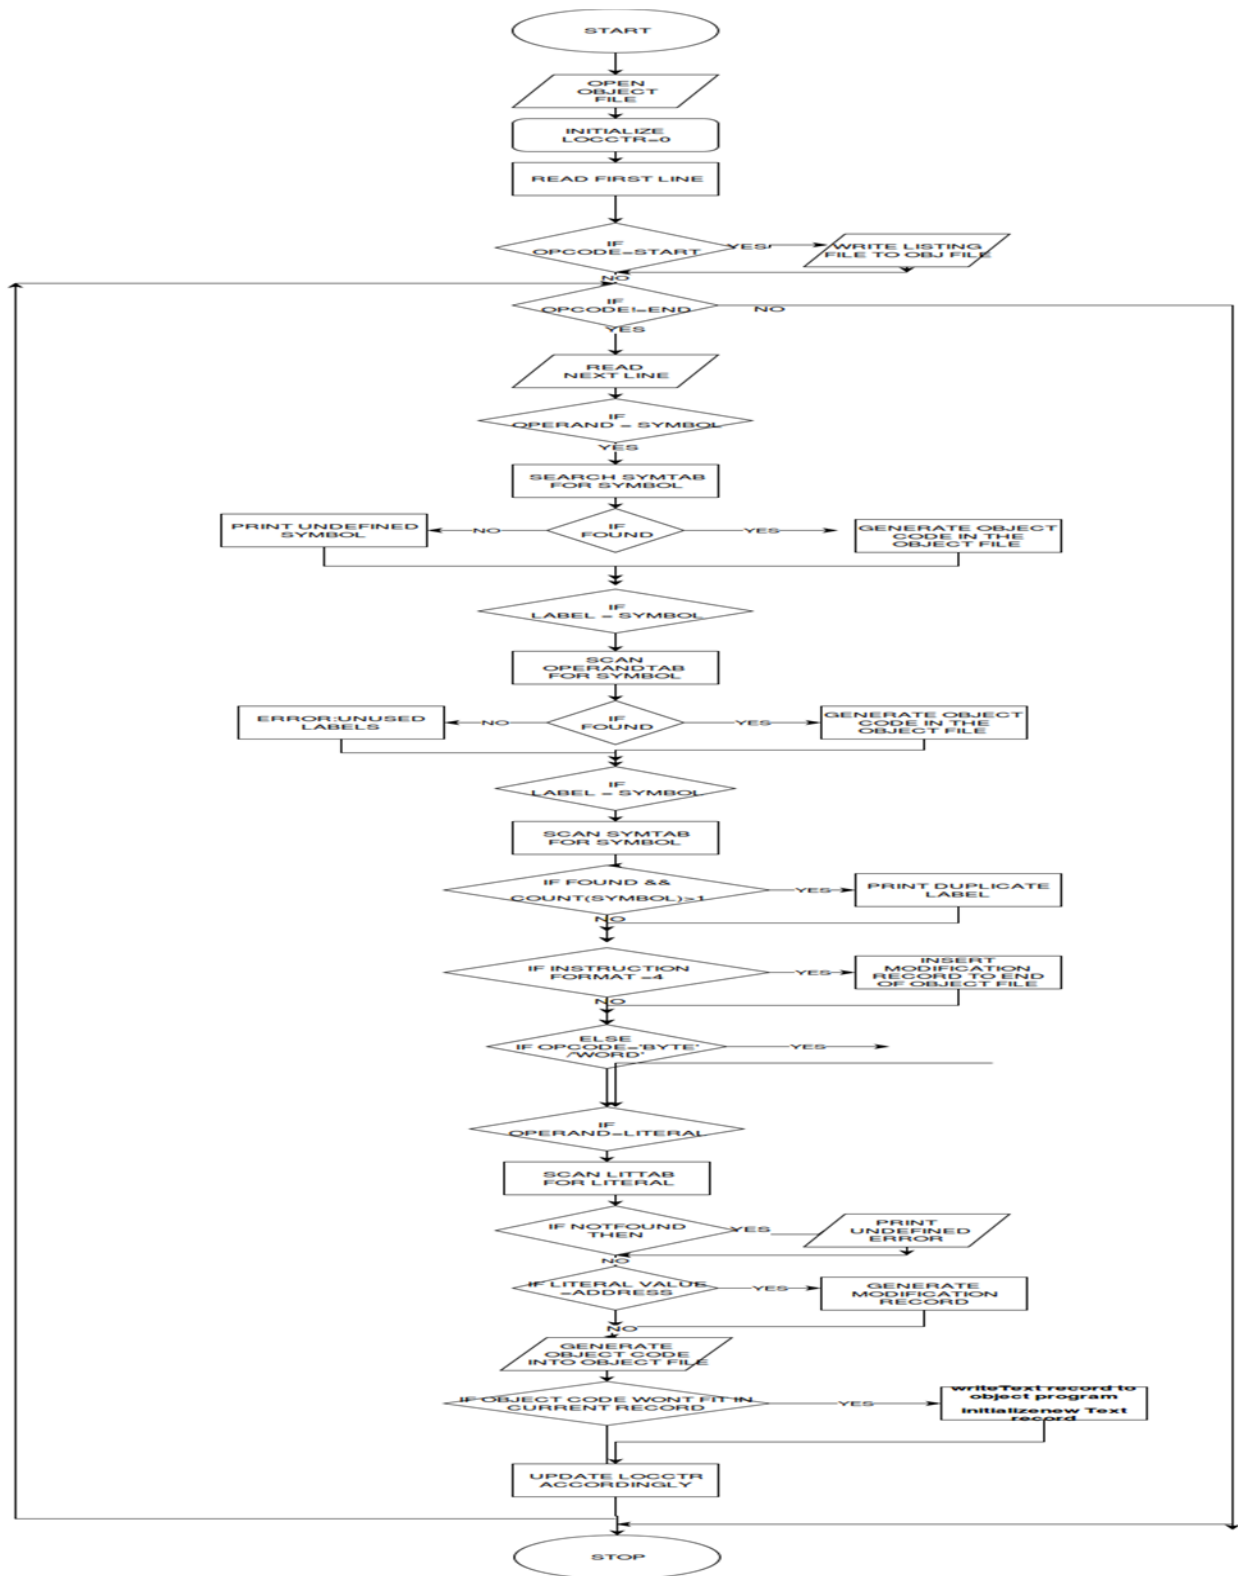 START
OPEN
OBJECT
FILE
INITIALIZE
LOCCTR=0
READ FIRST LINE
IF
OPCODE=START
YES/
WRITE LISTING
FILE TO OBJ FILE
NO
IF
OPCODE!=END
NO
YES
READ
NEXT LINE
IF
OPERAND = SYMBOL
YES
SEARCH SYMTAB
FOR SYMBOL
PRINT UNDEFINED
SYMBOL
NO
IF
FOUND
YES
GENERATE OBJECT
CODE IN THE
OBJECT FILE
IF
LABEL = SYMBOL
SCAN
OPERANDTAB
FOR SYMBOL
ERROR:UNUSED
LABELS
NO
IF
FOUND
YES
GENERATE OBJECT
CODE IN THE
OBJECT FILE
IF
LABEL = SYMBOL
SCAN SYMTAB
FOR SYMBOL
IF FOUND &&
COUNT(SYMBOL)>1
YES
PRINT DUPLICATE
LABEL
NO
IF INSTRUCTION
FORMAT =4
YES
INSERT
MODIFICATION
RECORD TO END
OF OBJECT FILE
NO
ELSE
IF OPCODE='BYTE'
/'WORD'
YES
IF
OPERAND=LITERAL
SCAN LITTAB
FOR LITERAL
IF NOTFOUND
THEN
YES
PRINT
UNDEFINED
ERROR
NO
IF LITERAL VALUE
=ADDRESS
YES
GENERATE
MODIFICATION
RECORD
NO
GENERATE
OBJECT CODE
INTO OBJECT FILE
IF OBJECT CODE WONT FIT IN
CURRENT RECORD
YES
writeText record to
object program
initializenew Text
record
UPDATE LOCCTR
ACCORDINGLY
STOP